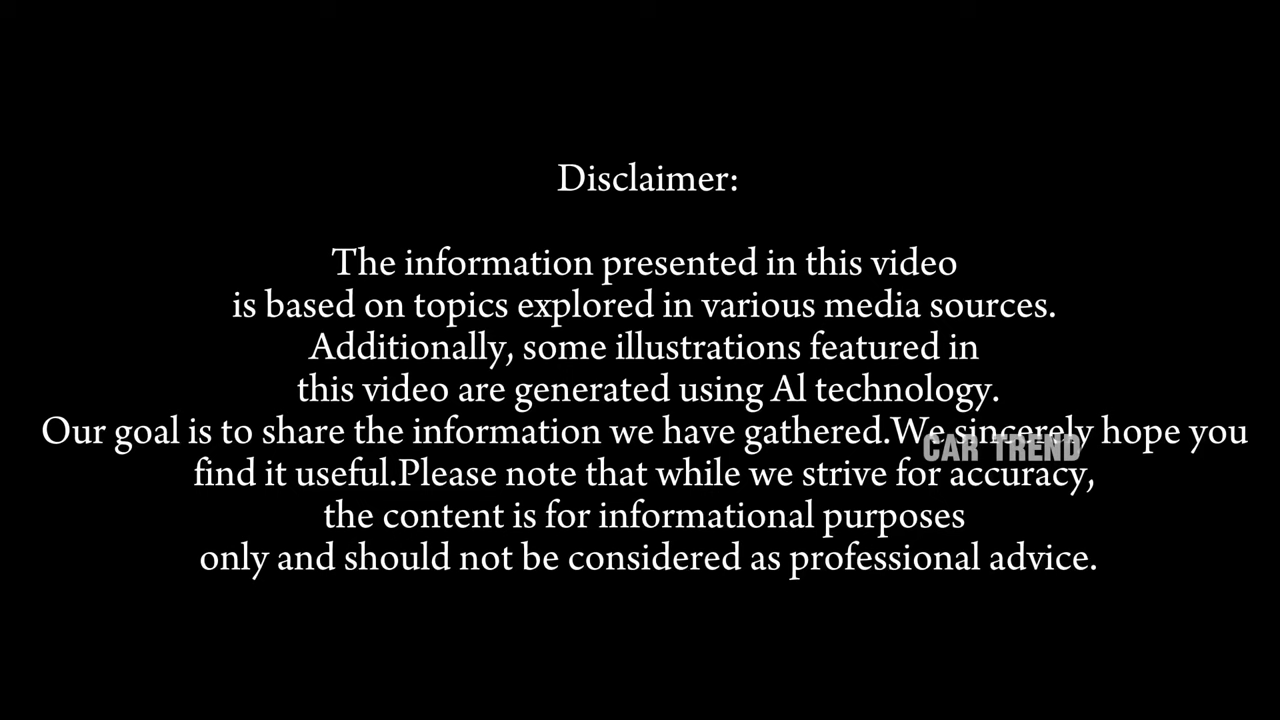 Disclaimer:
The information presented in this video
is based on topics explored in various media sources.
Additionally, some illustrations featured in
this video are generated using Al technology.
Our goal is to share the information we have gathered.We sincerely hope you
CAR TREND
find it useful.Please note that while we strive for accuracy,
the content is for informational purposes
only and should not be considered as professional advice.